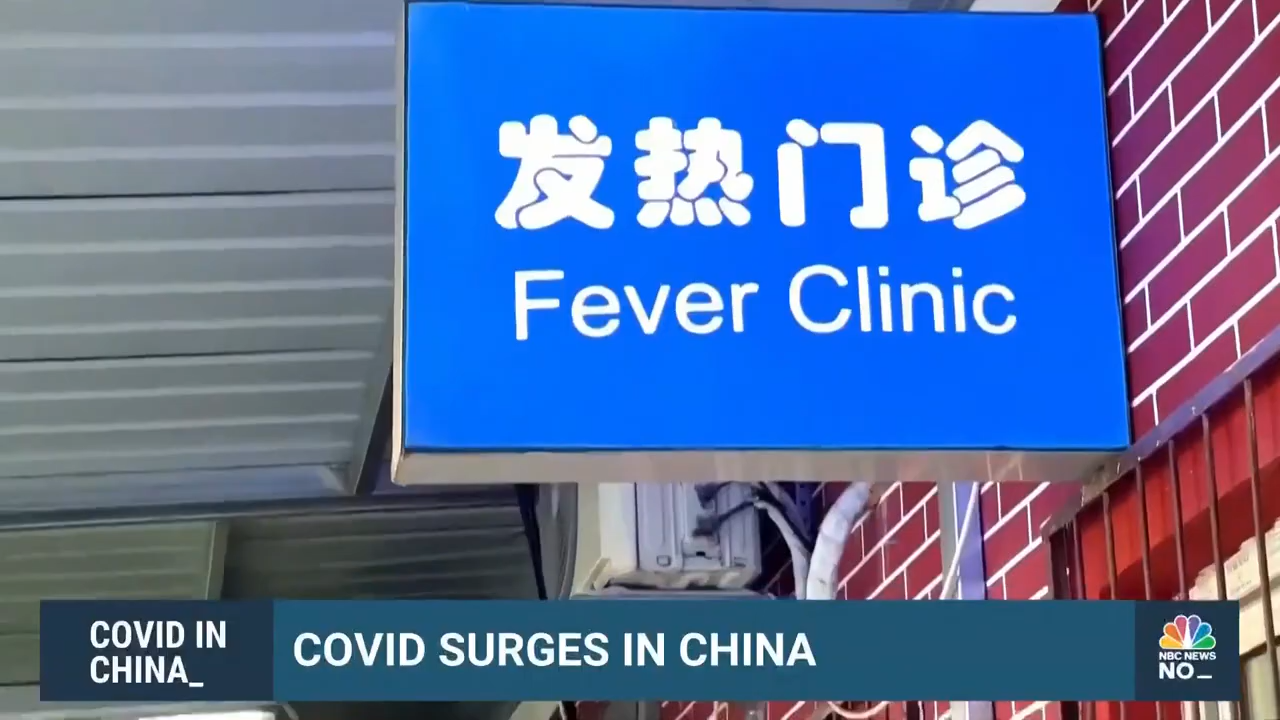 发热门诊
Fever Clinic
COVID IN
CHINA_
COVID SURGES IN CHINA
NBC NEWS
NO_